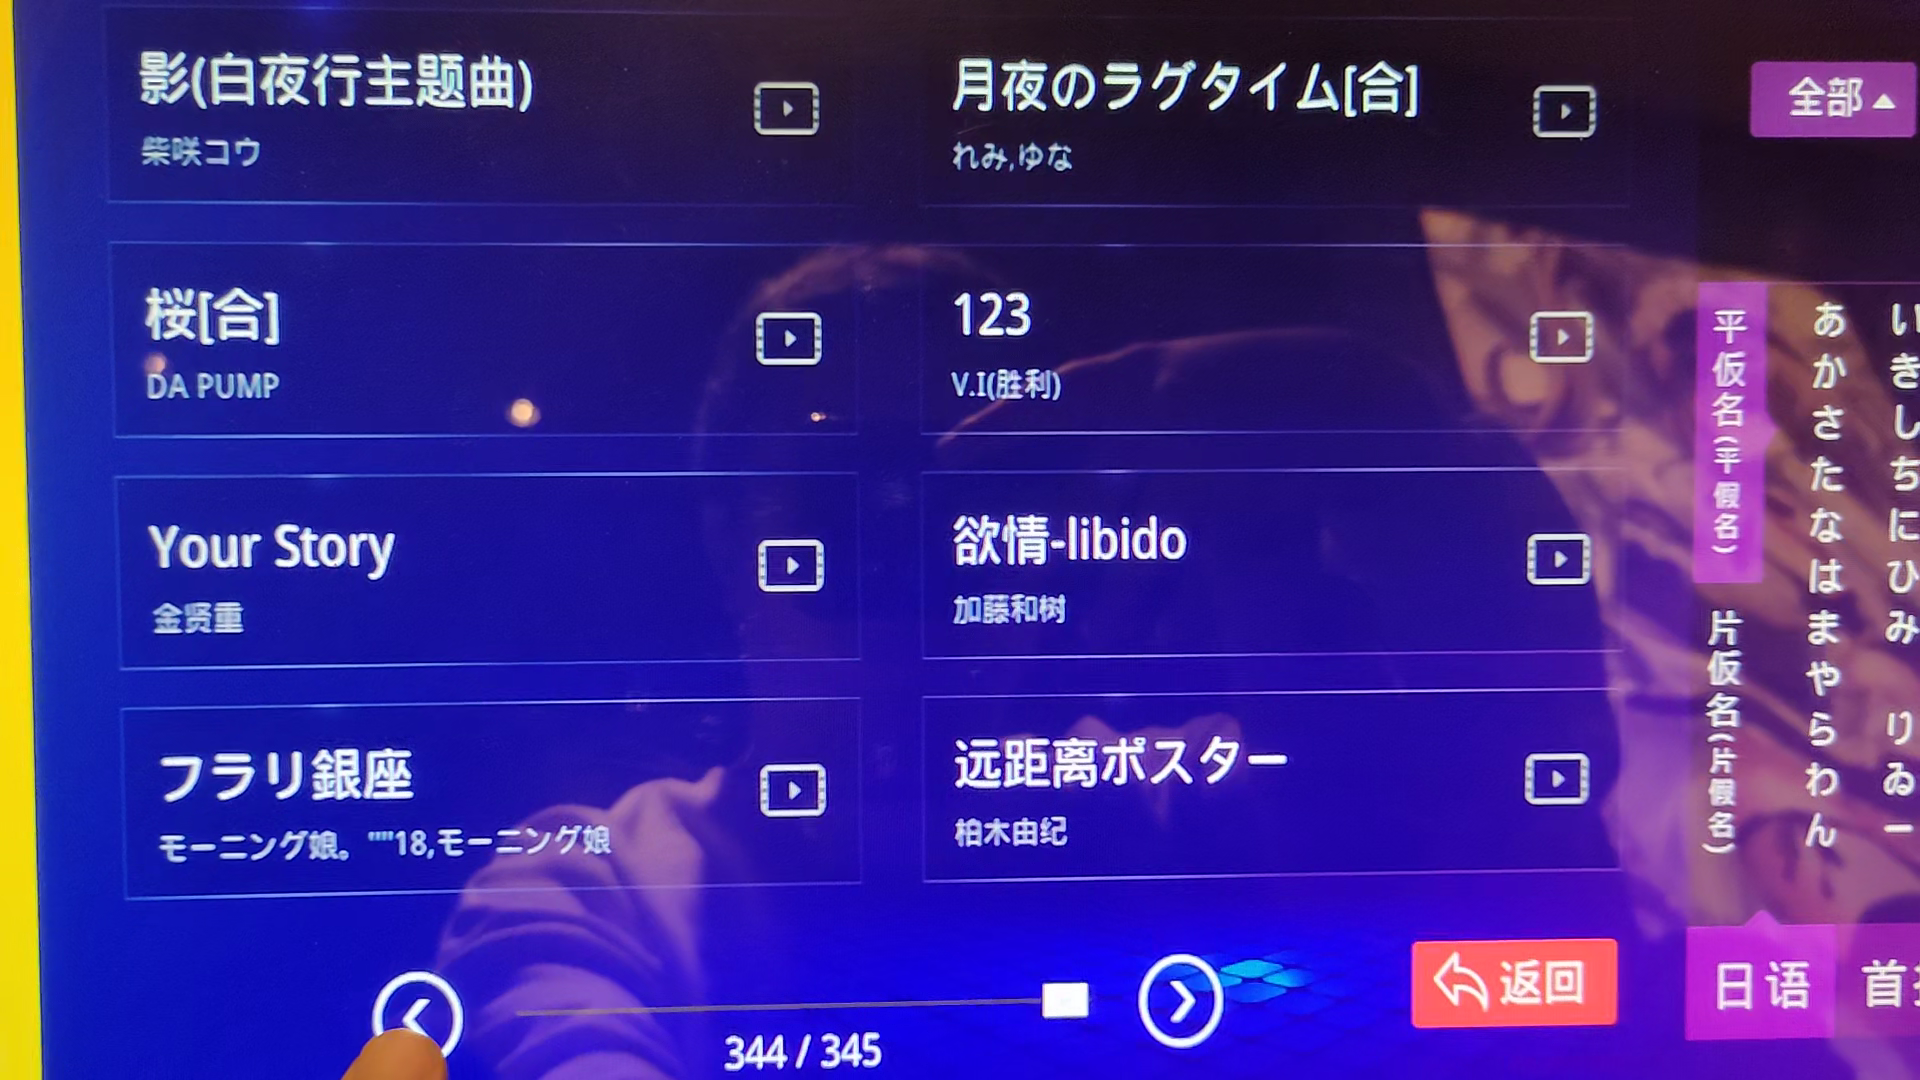 影(白夜行主题曲)
柴咲コウ
月夜のラグタイム[合]
れみ,ゆな
桜[合]
DA PUMP
123
V.I(胜利)
Your Story
金贤重
欲情-libido
加藤和树
フラリ銀座
モーニング娘。""'18,モーニング娘
远距离ポスター
柏木由纪
344 / 345
返回
全部
平仮名(平假名)
片仮名(片假名)
あかさたなはまやらわん
いきしちにひみ りゐー
日语
首